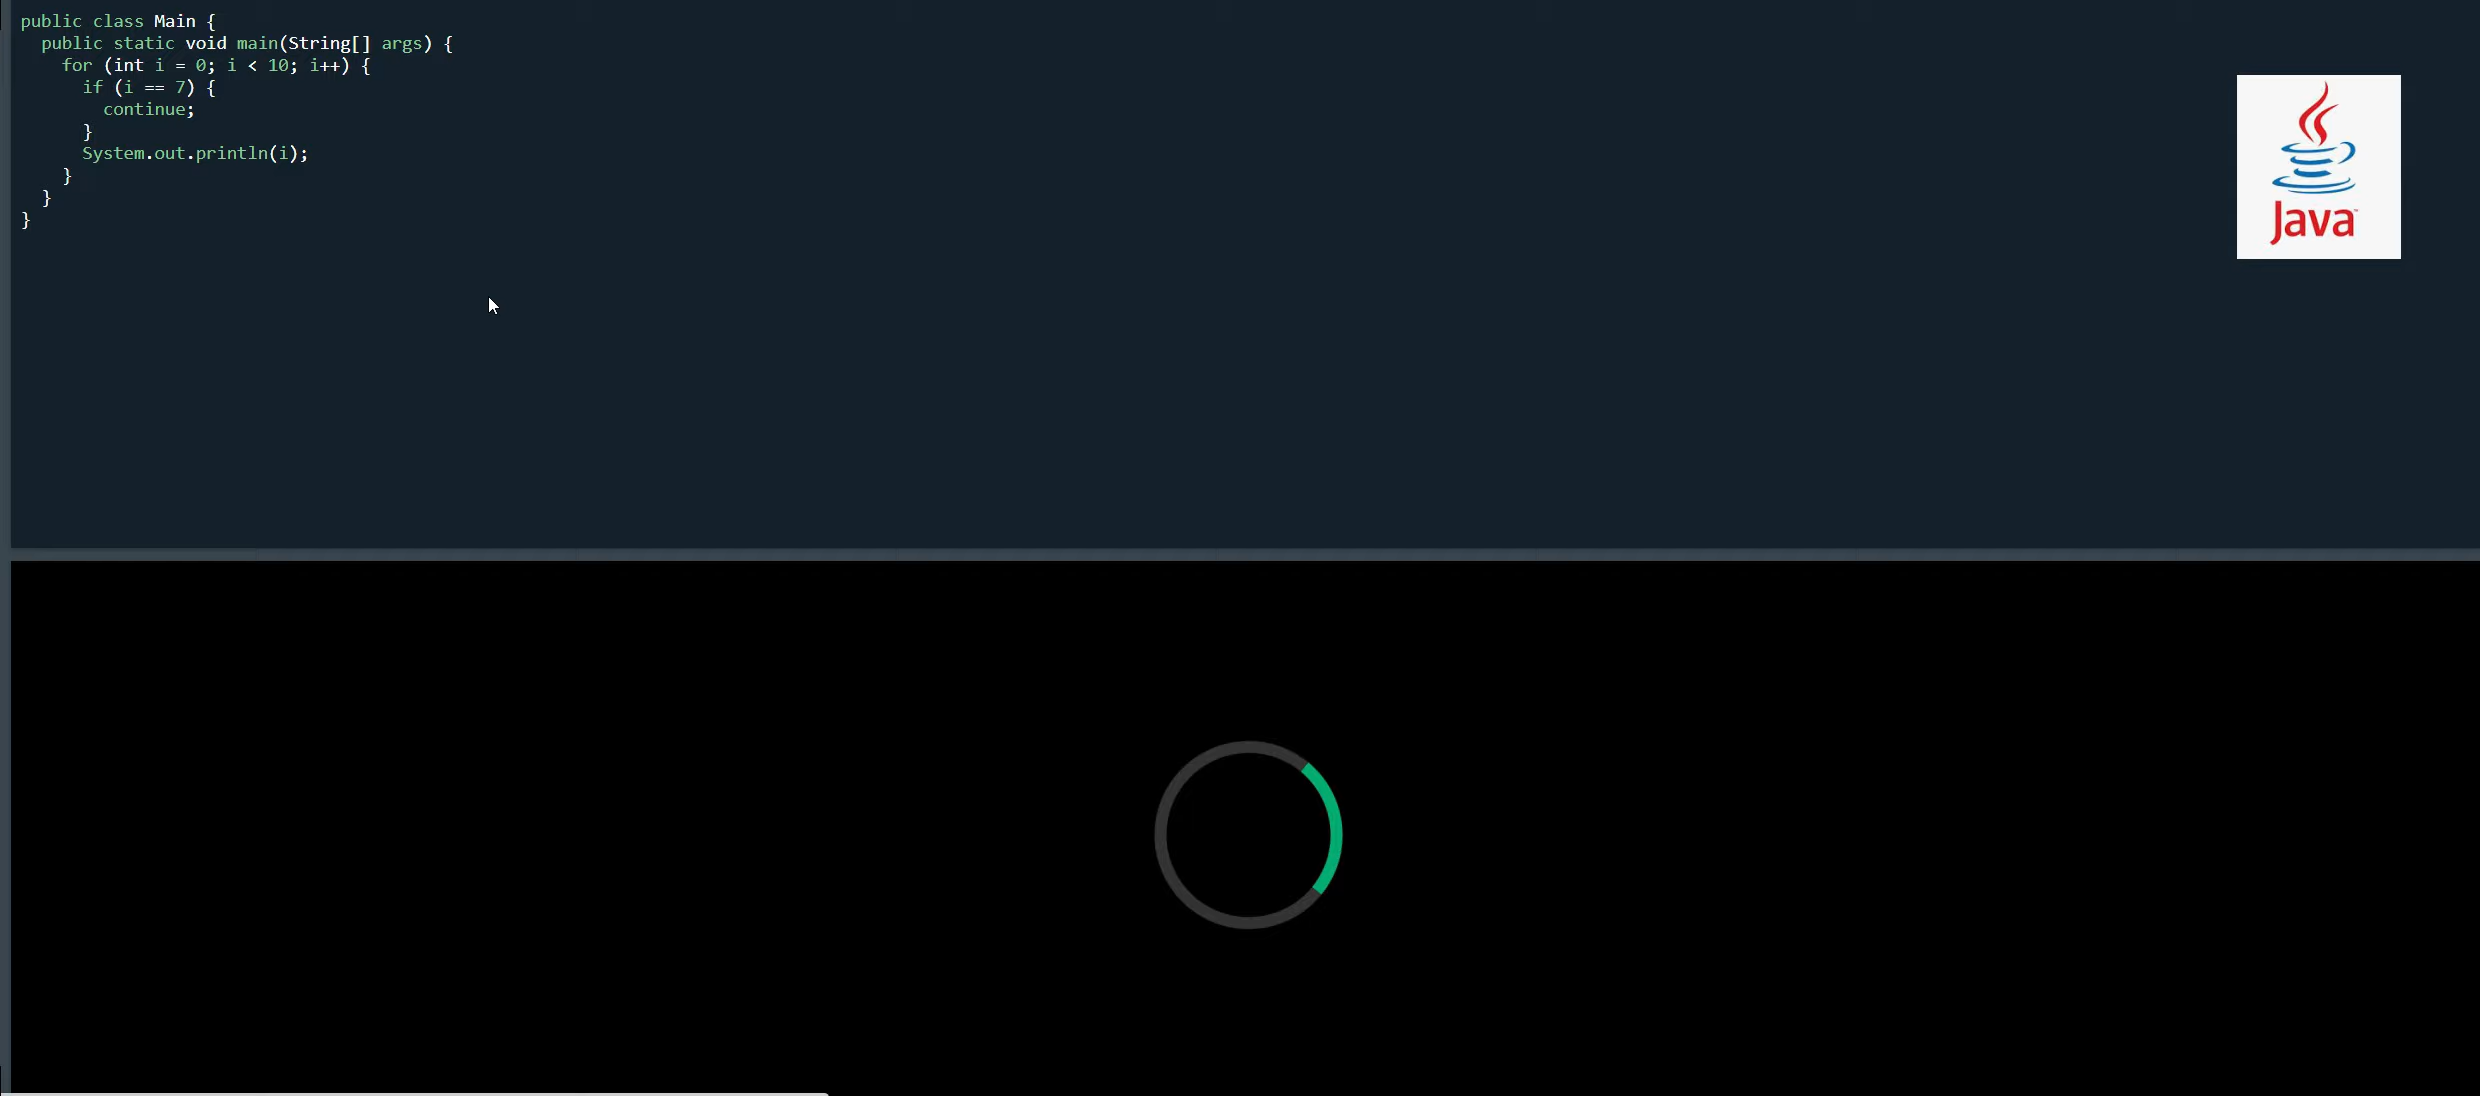 public class Main {
  public static void main(String[] args) {
    for (int i = 0; i < 10; i++) {
      if (i == 7) {
        continue;
      }
      System.out.println(i);
    }
  }
}
Java™